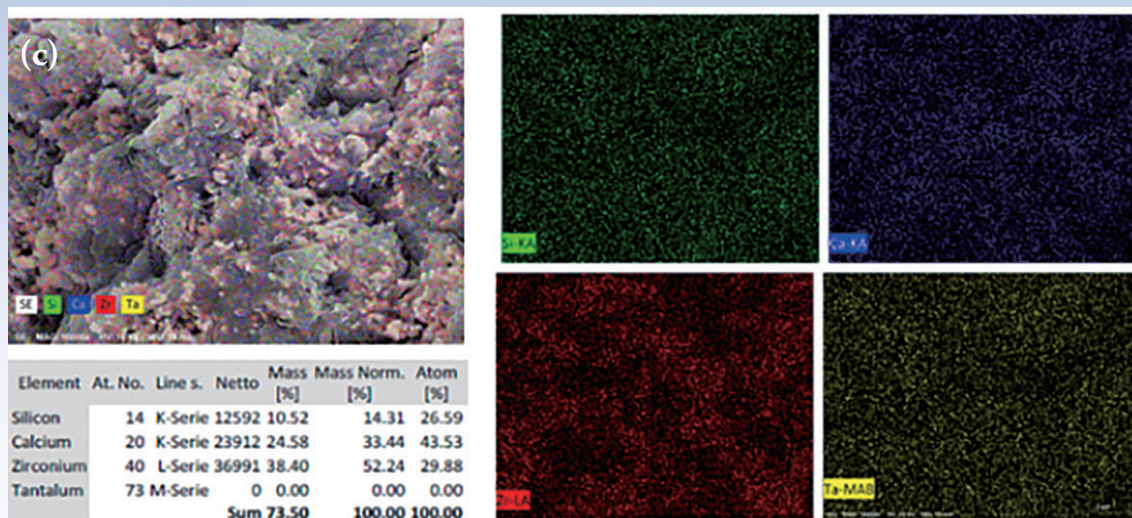 (c)
SE Si Ca Zr Ta
Si-KA
Ca-KA
Zr-LA
Ta-MAB
Element At. No. Line s. Netto Mass [%] Mass Norm. [%] Atom [%]
Silicon 14 K-Serie 12592 10.52 14.31 26.59
Calcium 20 K-Serie 23912 24.58 33.44 43.53
Zirconium 40 L-Serie 36991 38.40 52.24 29.88
Tantalum 73 M-Serie 0 0.00 0.00 0.00
Sum 73.50 100.00 100.00